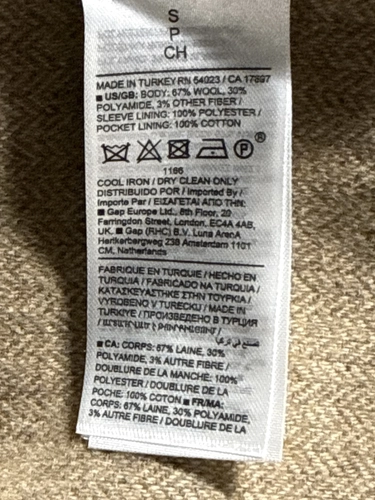 S
P
CH
MADE IN TURKEY RN 54023 / CA 17897
■ US/GB: BODY: 67% WOOL, 30%
POLYAMIDE, 3% OTHER FIBER /
SLEEVE LINING: 100% POLYESTER /
POCKET LINING: 100% COTTON
P ®
1166
COOL IRON / DRY CLEAN ONLY
DISTRIBUIDO POR / Imported By /
Importe Par / ΕΙΣΑΓΕΤΑΙ ΑΠΟ ΤΗΝ:
■ Gap Europe Ltd., 8th Floor, 20
Farringdon Street, London, EC4A 4AB,
UK. ■ Gap (RHC) B.V. Luna ArenA
Herikerbergweg 238 Amsterdam 1101
CM, Netherlands
FABRIQUE EN TURQUIE / HECHO EN
TURQUIA / FABRICADO NA TURQUIA /
ΚΑΤΑΣΚΕΥΑΣΤΗΚΕ ΣΤΗΝ ΤΟΥΡΚΙΑ /
VYROBENO V TURECKU / MADE IN
TURKIYE / ПРОИЗВЕДЕНО В ТУРЦИЯ
تصنيع في تركيا
■ CA: CORPS: 67% LAINE, 30%
POLYAMIDE, 3% AUTRE FIBRE /
DOUBLURE DE LA MANCHE: 100%
POLYESTER / DOUBLURE DE LA
POCHE: 100% COTON ■ FR/MA:
CORPS: 67% LAINE, 30% POLYAMIDE,
3% AUTRE FIBRE / DOUBLURE DE LA